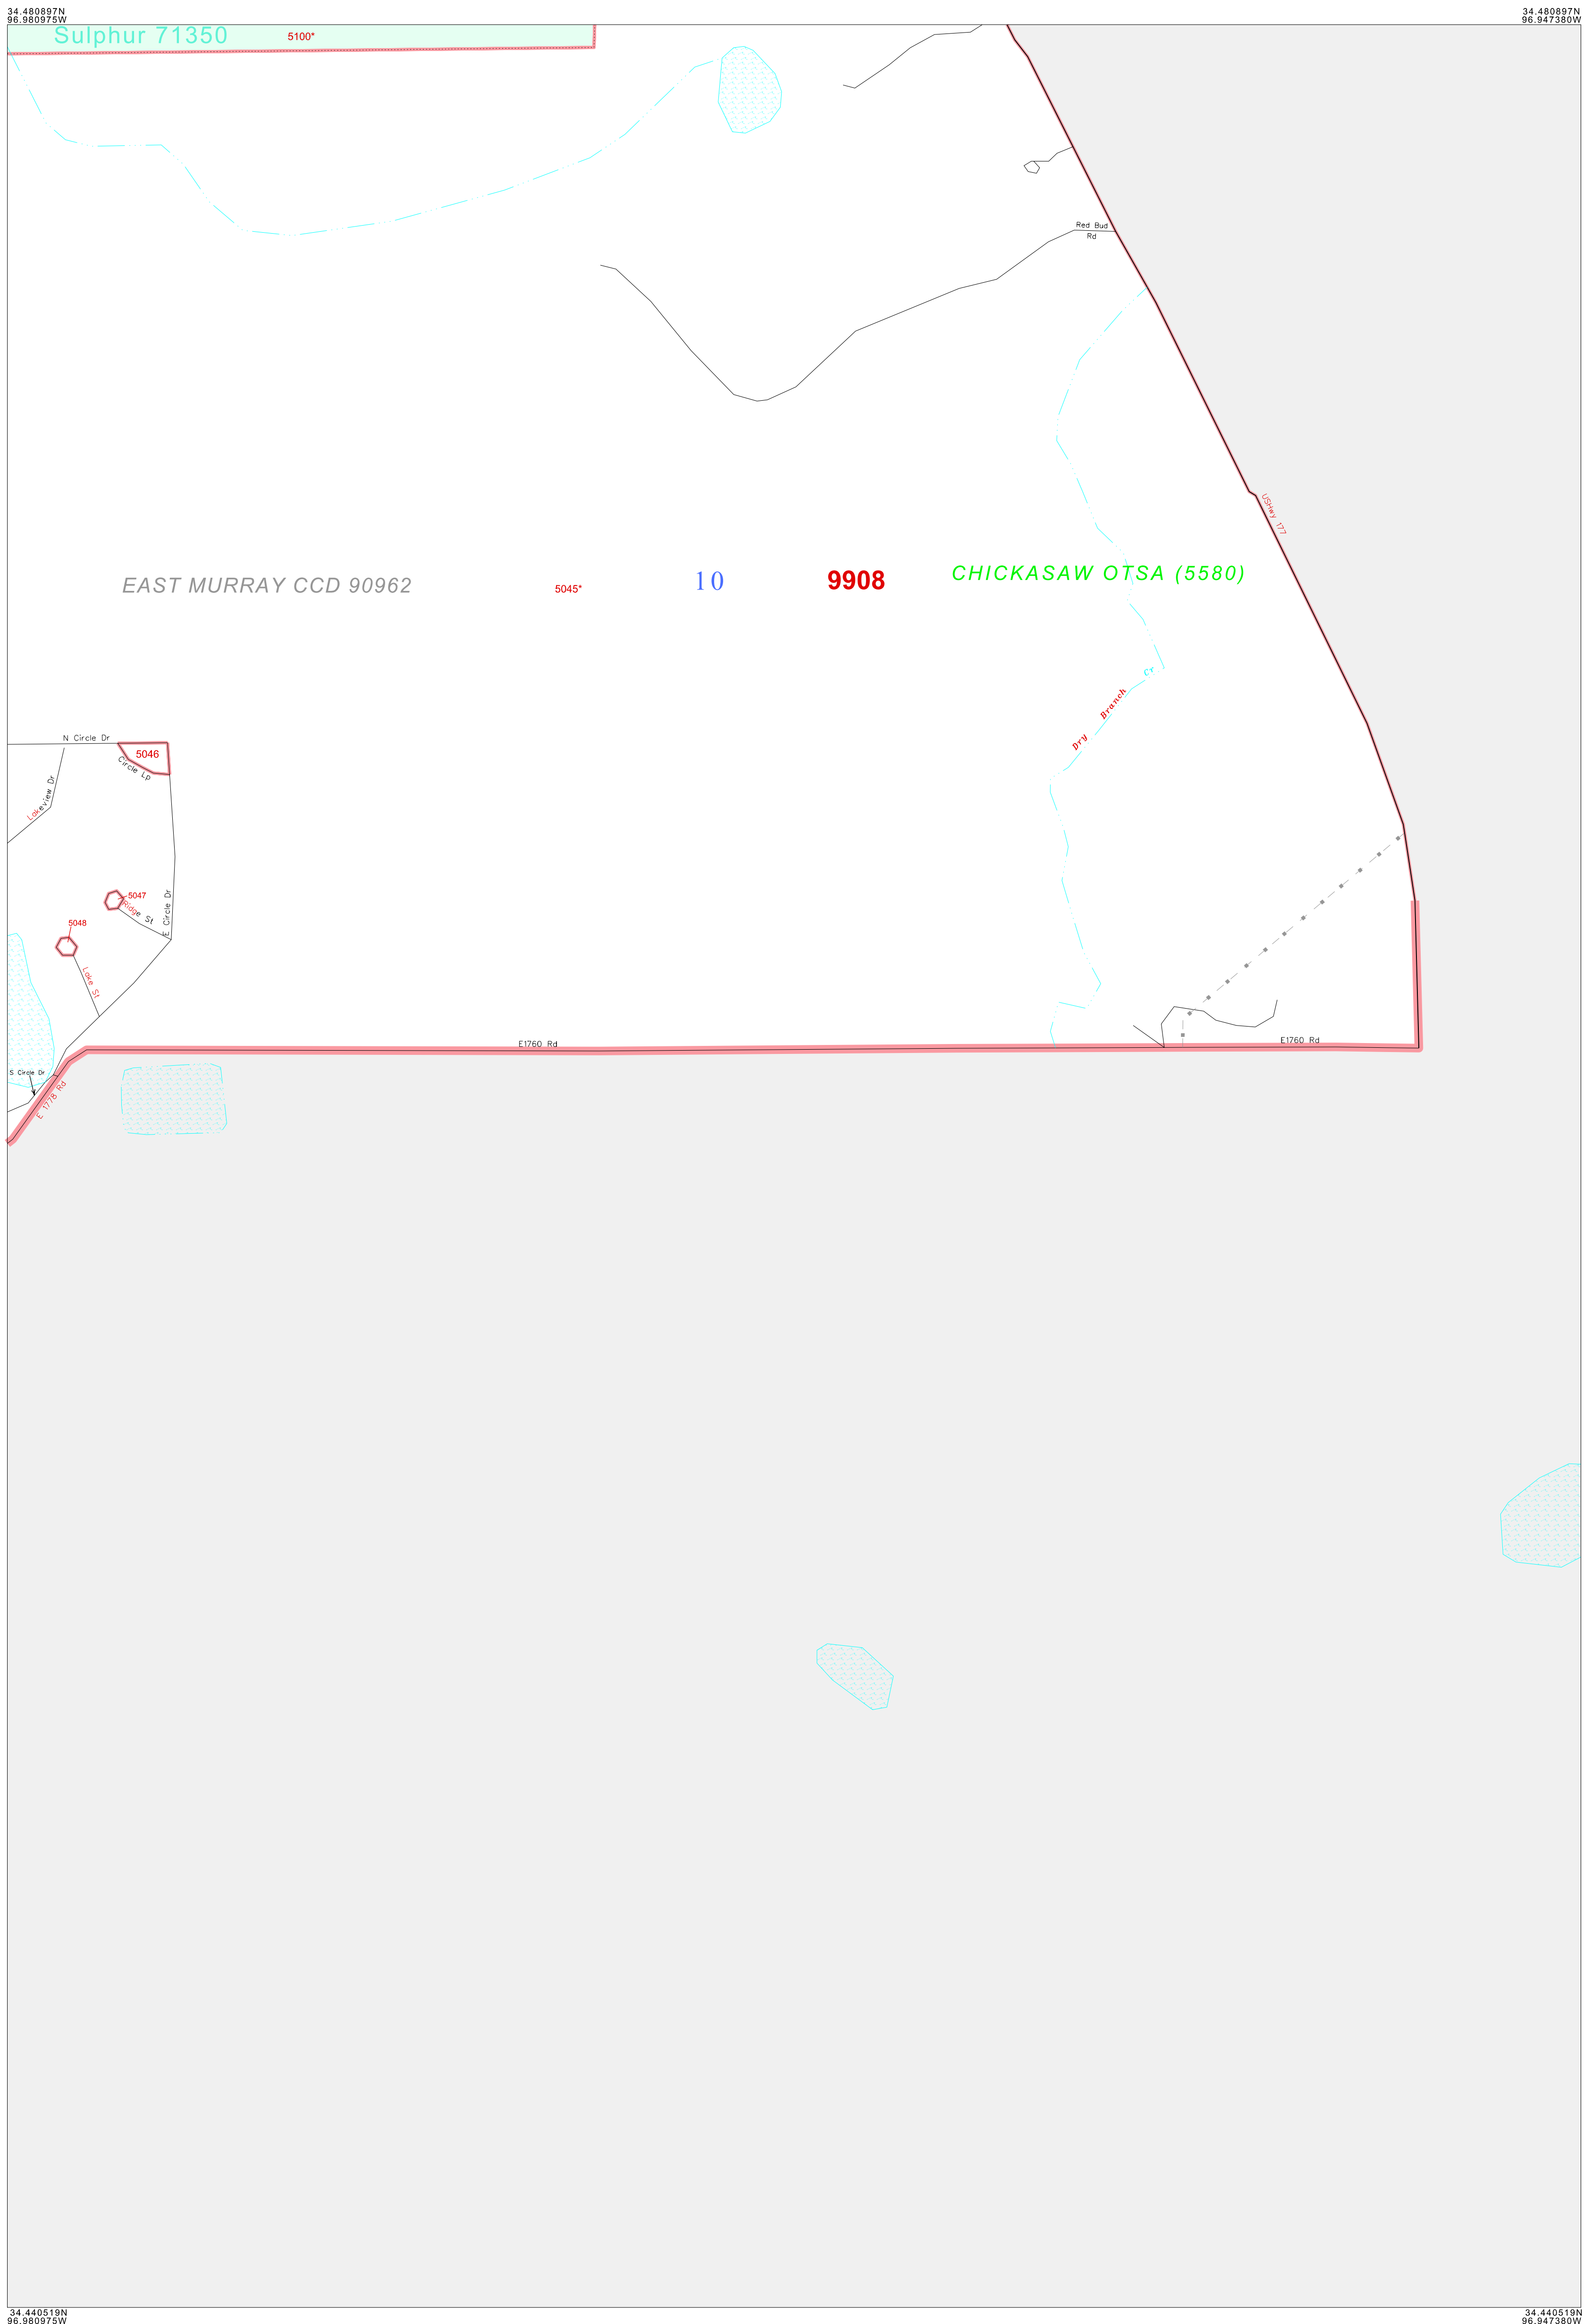 34.480897N
96.980975W
34.480897N
96.947380W
Sulphur 71350
5100*
Red Bud
Rd
USHwy 177
EAST MURRAY CCD 90962
5045*
10
9908
CHICKASAW OTSA (5580)
Dry Branch Cr
N Circle Dr
5046
Circle Lp
Lakeview Dr
5047
Ridge St
E Circle Dr
5048
Lake St
E1760 Rd
E1760 Rd
S Circle Dr
E 1778 Rd
34.440519N
96.980975W
34.440519N
96.947380W